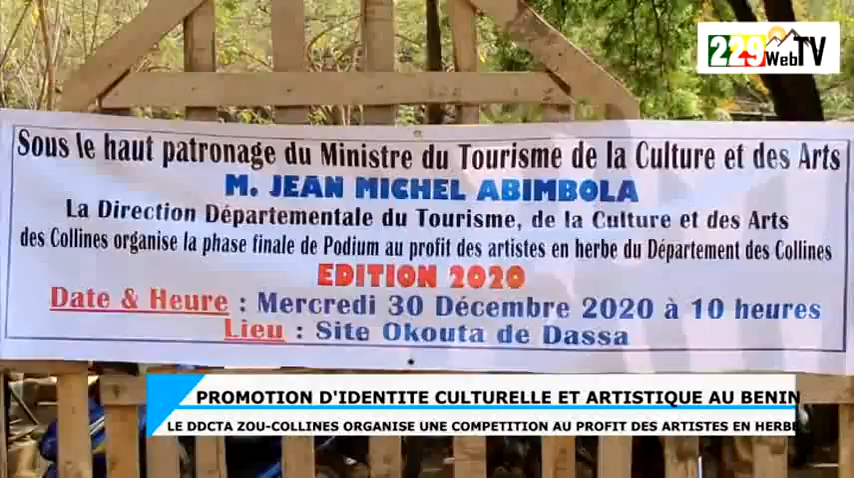 229WebTV
Sous le haut patronage du Ministre du Tourisme de la Culture et des Arts
M. JEAN MICHEL ABIMBOLA
La Direction Départementale du Tourisme, de la Culture et des Arts
des Collines organise la phase finale de Podium au profit des artistes en herbe du Département des Collines
EDITION 2020
Date & Heure : Mercredi 30 Décembre 2020 à 10 heures
Lieu : Site Okouta de Dassa
PROMOTION D'IDENTITE CULTURELLE ET ARTISTIQUE AU BENIN
LE DDCTA ZOU-COLLINES ORGANISE UNE COMPETITION AU PROFIT DES ARTISTES EN HERBE